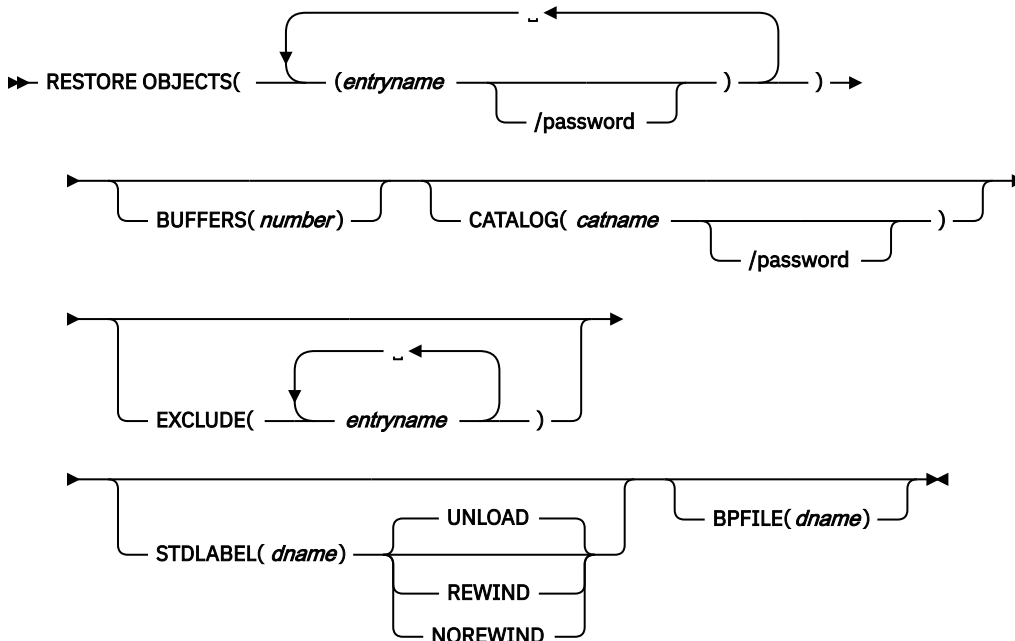 RESTORE OBJECTS( (entryname /password ) )
BUFFERS( number) CATALOG( catname /password )
EXCLUDE( entryname )
STDLABEL( dname) UNLOAD REWIND NOREWIND BPFILE( dname)